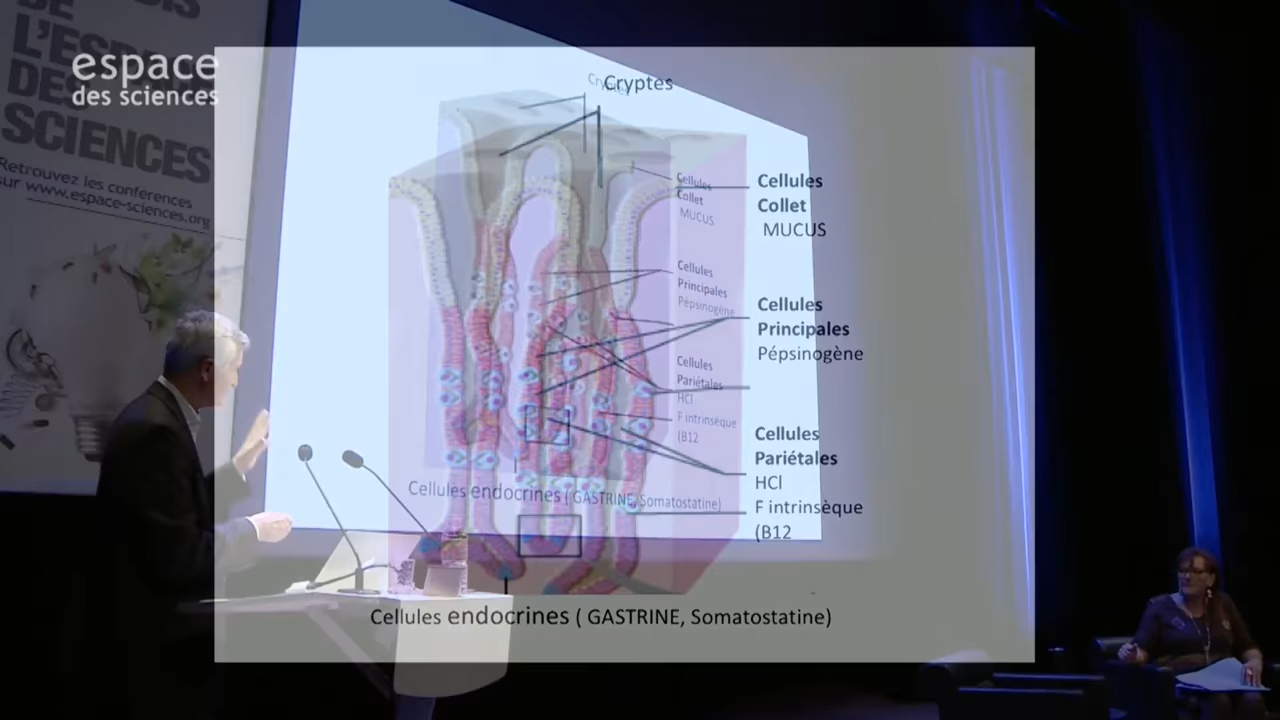 DE
L'ESPACE
DES
SCIENCES
Retrouvez les conférences
sur www.espace-sciences.org
espace
des sciences
Cryptes
Cellules
Collet
MUCUS
Cellules
Principales
Pépsinogène
Cellules
Pariétales
HCl
F intrinsèque
(B12
Cellules endocrines ( GASTRINE, Somatostatine)
Cryptes
Cellules
Collet
MUCUS
Cellules
Principales
Pépsinogène
Cellules
Pariétales
HCl
F intrinsèque
(B12
Cellules endocrines ( GASTRINE, Somatostatine)